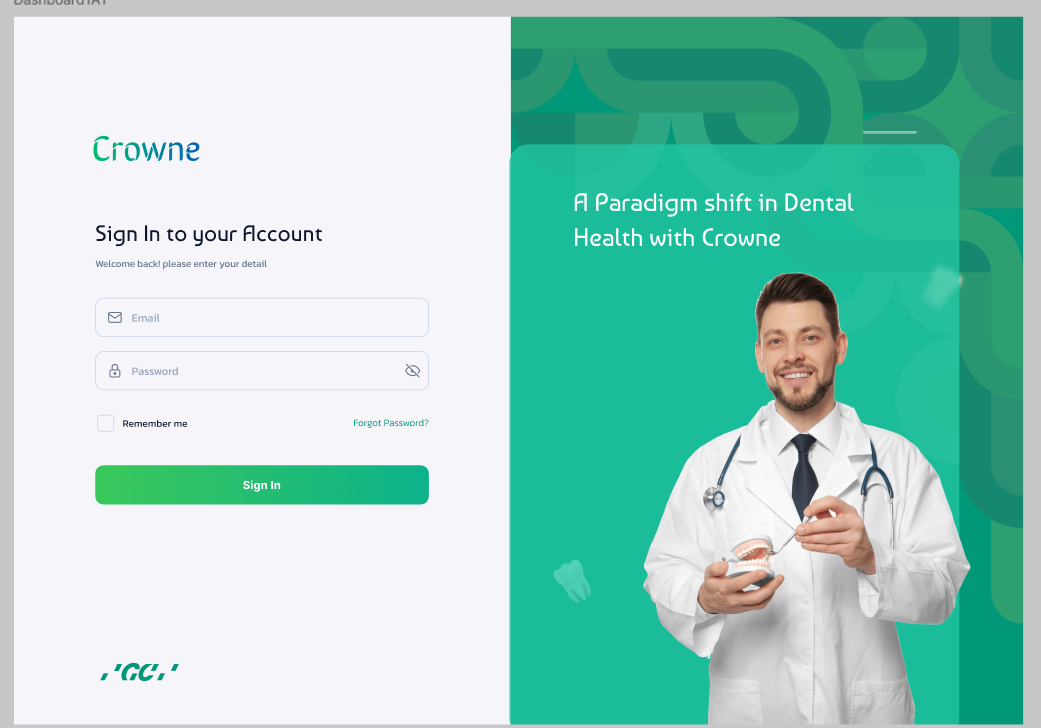 Crowne
Sign In to your Account
Welcome back! please enter your detail
Email
Password
Remember me
Forgot Password?
Sign In
GC
A Paradigm shift in Dental
Health with Crowne